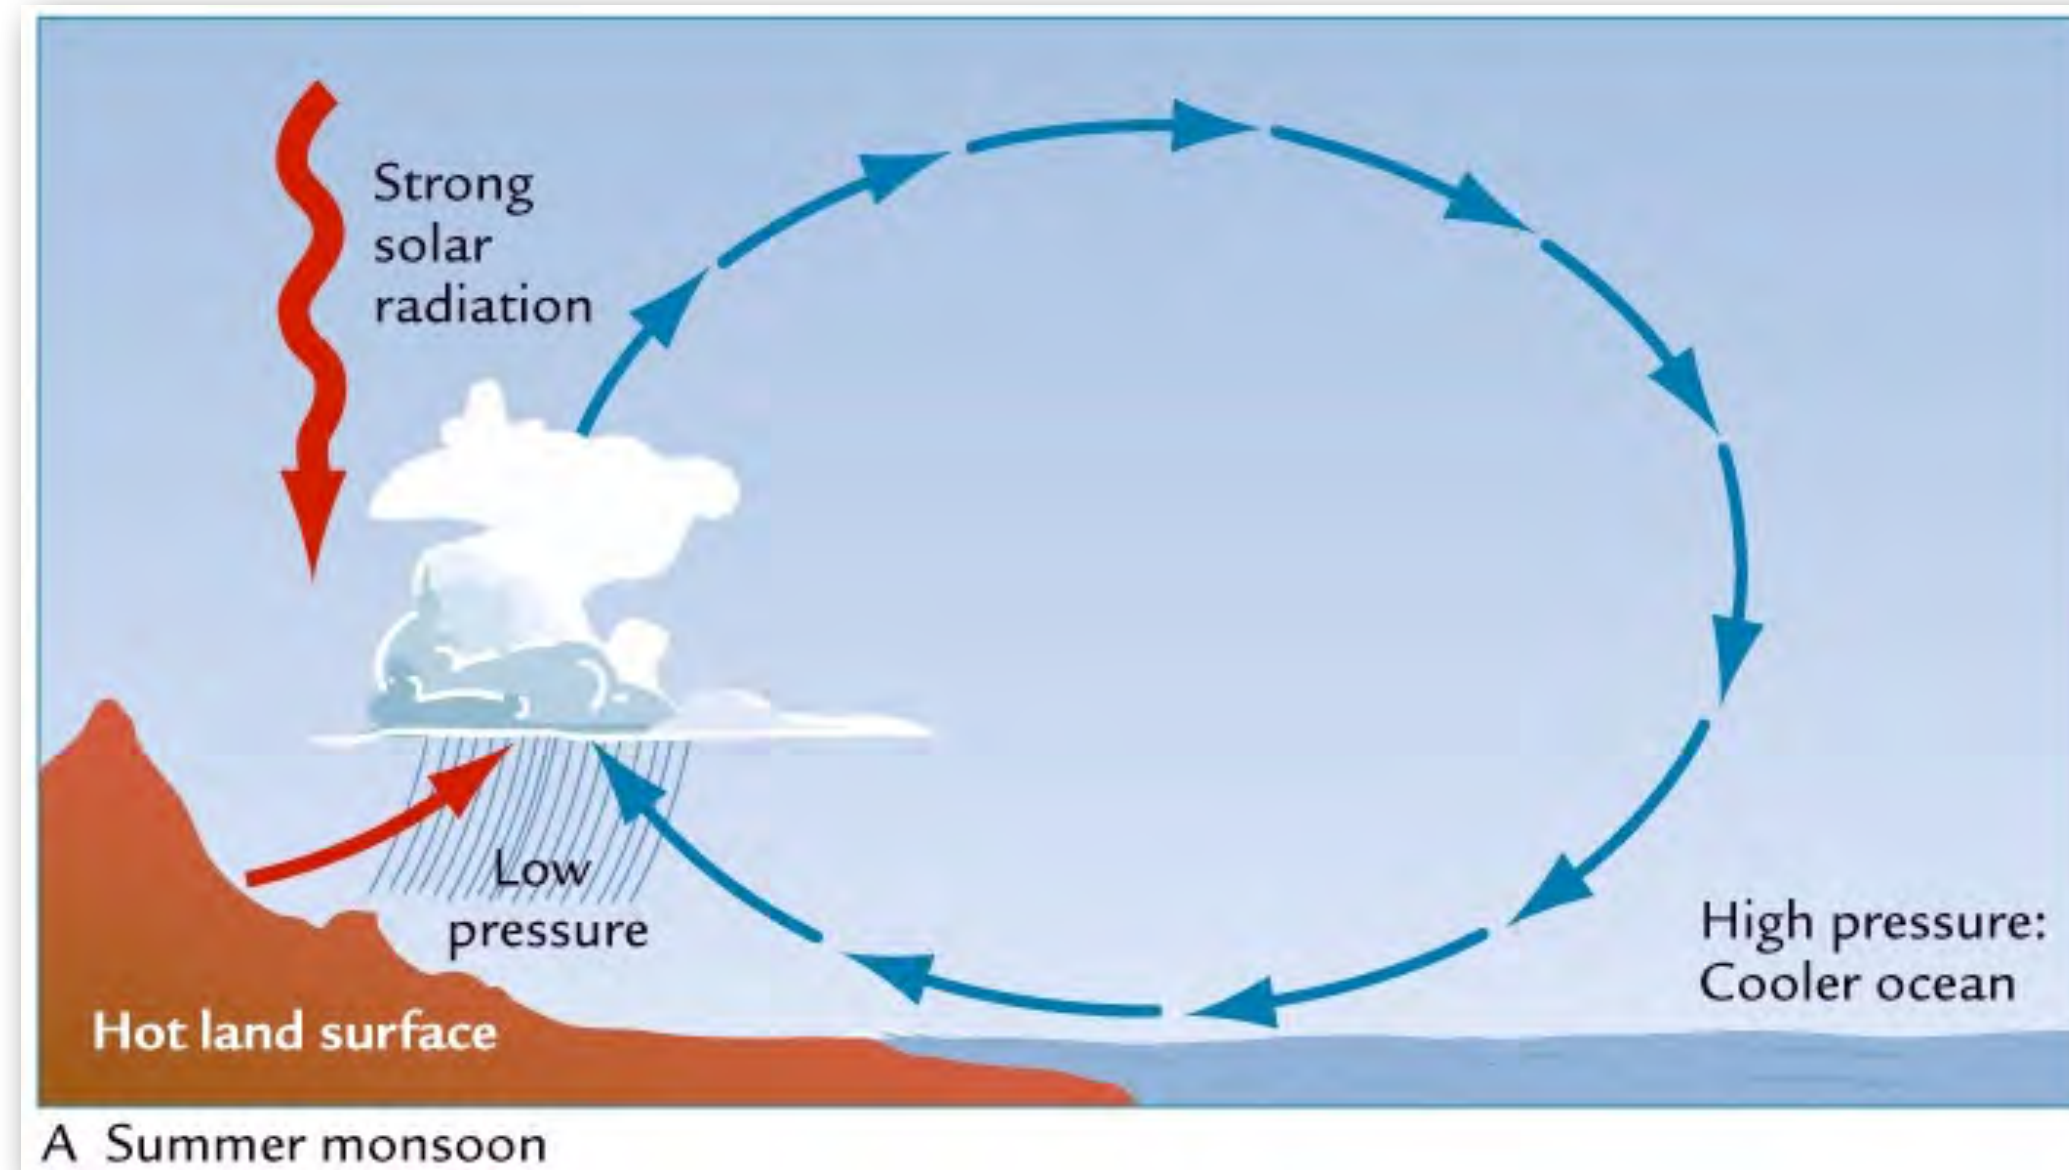 Strong
solar
radiation
Low
pressure
High pressure:
Cooler ocean
Hot land surface
A Summer monsoon